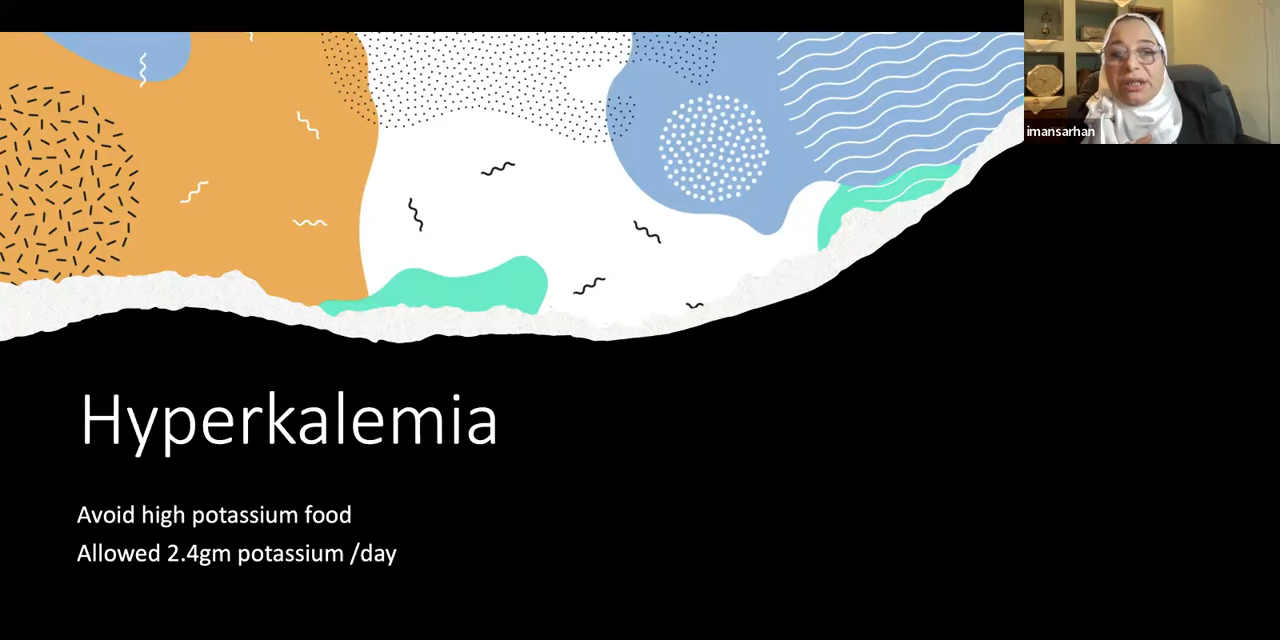 imansarhan
Hyperkalemia
Avoid high potassium food
Allowed 2.4gm potassium /day